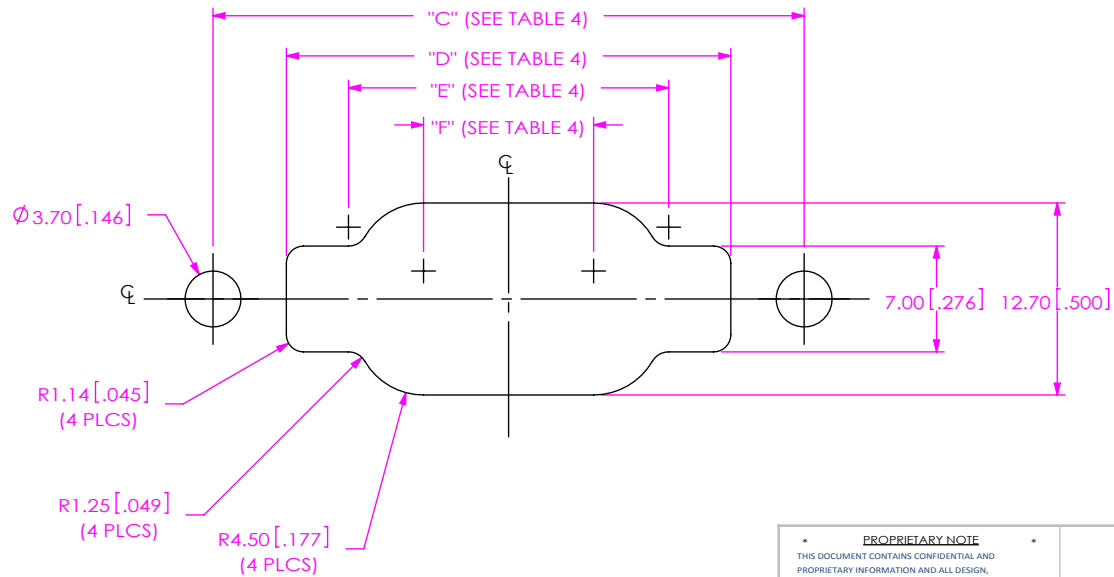 "C" (SEE TABLE 4)
"D" (SEE TABLE 4)
"E" (SEE TABLE 4)
"F" (SEE TABLE 4)
℄
Ø3.70[.146]
℄
7.00[.276]
12.70[.500]
R1.14[.045]
(4 PLCS)
R1.25[.049]
(4 PLCS)
R4.50[.177]
(4 PLCS)
* PROPRIETARY NOTE *
THIS DOCUMENT CONTAINS CONFIDENTIAL AND
PROPRIETARY INFORMATION AND ALL DESIGN,